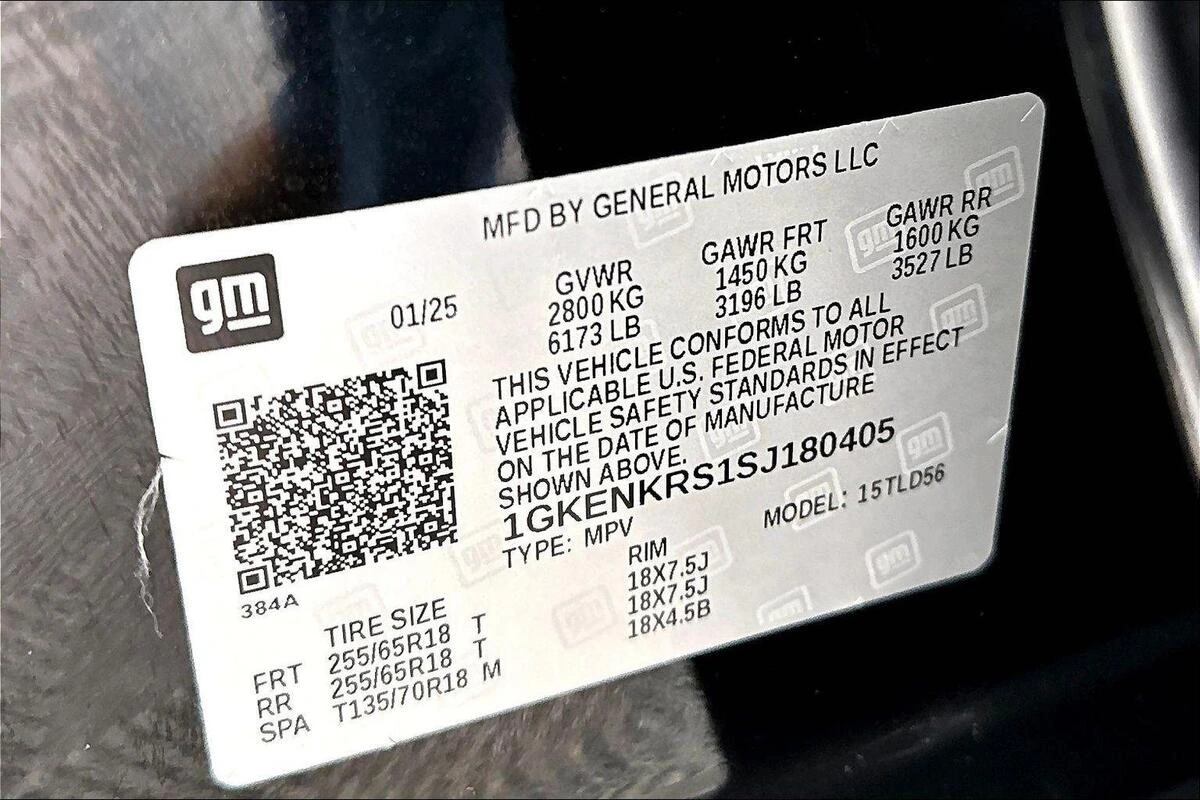 MFD BY GENERAL MOTORS LLC
gm
01/25
GVWR GAWR FRT GAWR RR
2800 KG 1450 KG 1600 KG
6173 LB 3196 LB 3527 LB
THIS VEHICLE CONFORMS TO ALL
APPLICABLE U.S. FEDERAL MOTOR
VEHICLE SAFETY STANDARDS IN EFFECT
ON THE DATE OF MANUFACTURE
SHOWN ABOVE.
1GKENKRS1SJ180405
TYPE: MPV MODEL: 15TLD56
384A
TIRE SIZE RIM
FRT 255/65R18 T 18X7.5J
RR 255/65R18 T 18X7.5J
SPA T135/70R18 M 18X4.5B